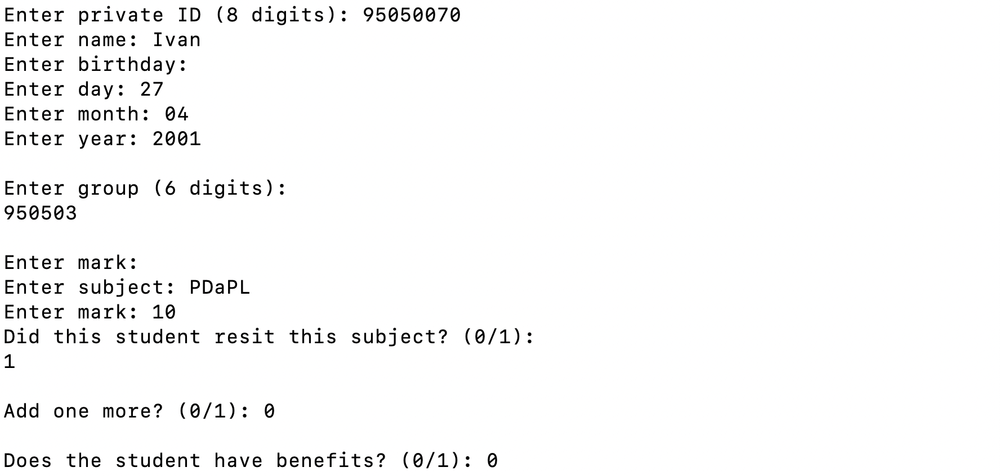 Enter private ID (8 digits): 95050070
Enter name: Ivan
Enter birthday:
Enter day: 27
Enter month: 04
Enter year: 2001
Enter group (6 digits):
950503
Enter mark:
Enter subject: PDaPL
Enter mark: 10
Did this student resit this subject? (0/1):
1
Add one more? (0/1): 0
Does the student have benefits? (0/1): 0